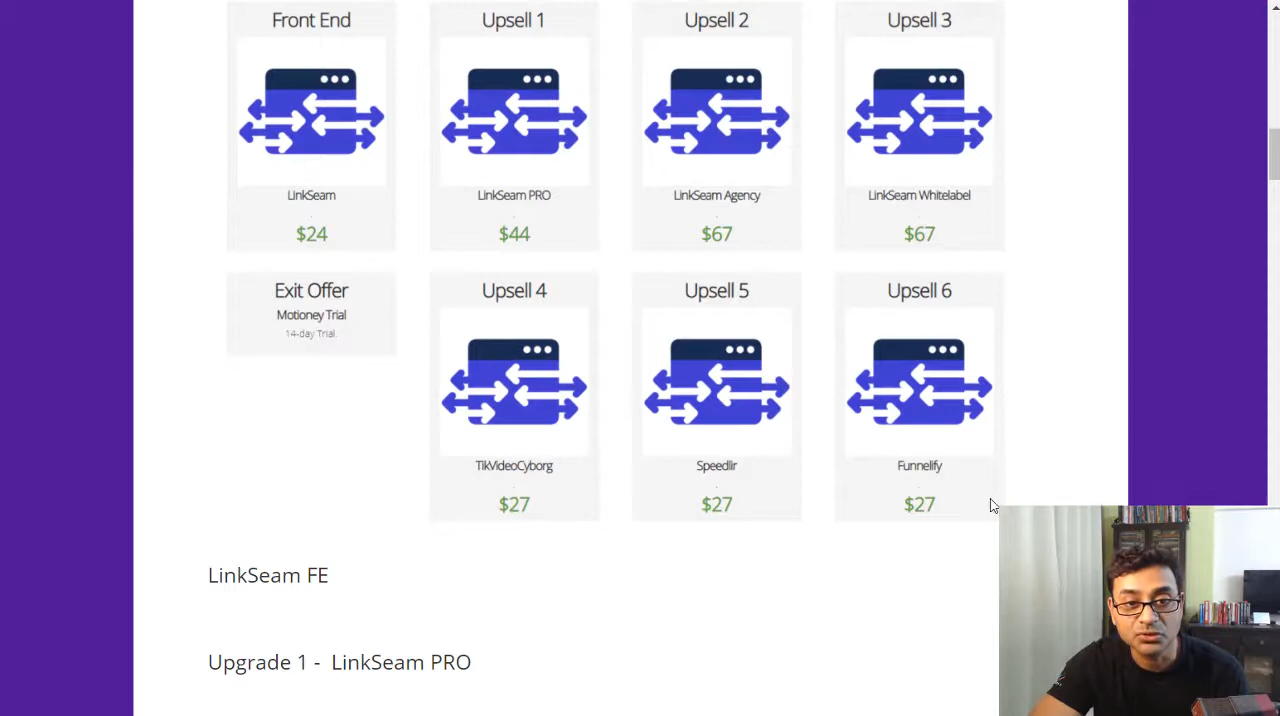 Front End
Upsell 1
Upsell 2
Upsell 3
LinkSeam
LinkSeam PRO
LinkSeam Agency
LinkSeam Whitelabel
$24
$44
$67
$67
Exit Offer
Motioney Trial
14-day Trial.
Upsell 4
Upsell 5
Upsell 6
TikVideoCyborg
Speedlir
Funnelify
$27
$27
$27
LinkSeam FE
Upgrade 1 - LinkSeam PRO